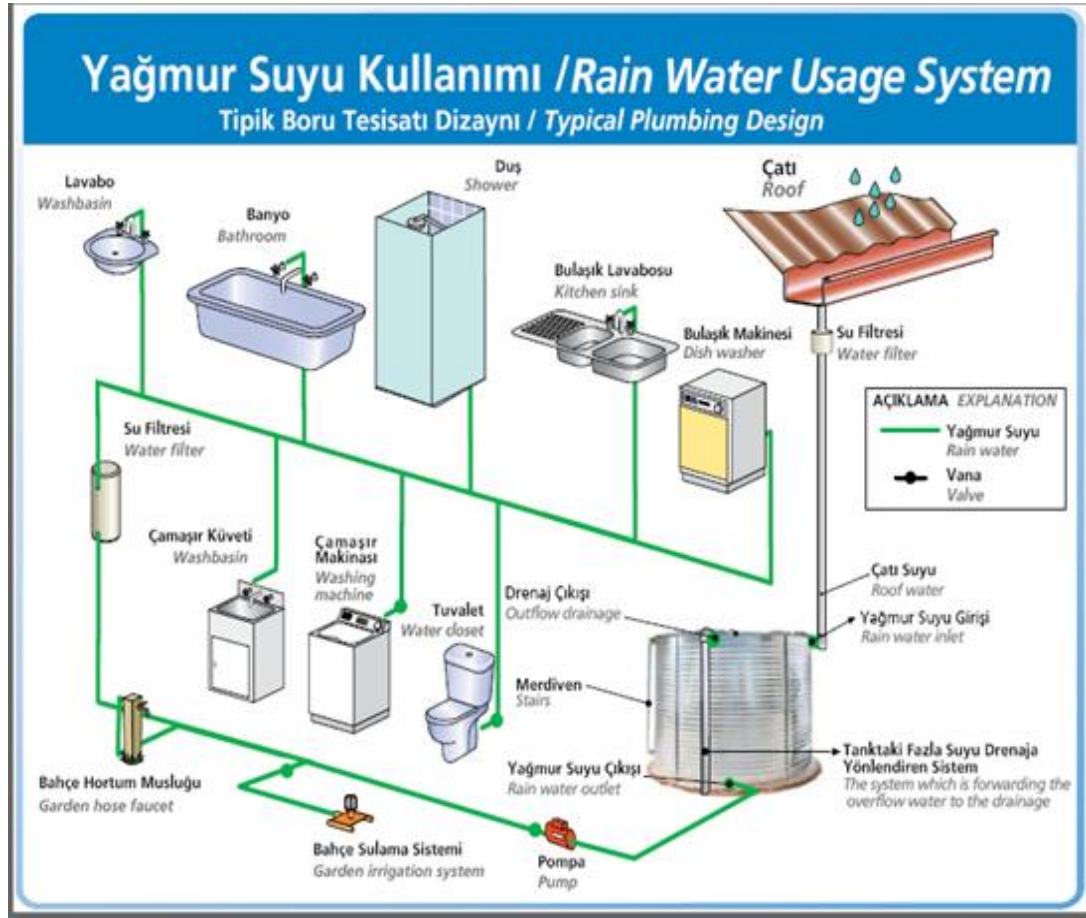 Yağmur Suyu Kullanımı /Rain Water Usage System
Tipik Boru Tesisatı Dizaynı / Typical Plumbing Design
Lavabo
Washbasin
Banyo
Bathroom
Duş
Shower
Bulaşık Lavabosu
Kitchen sink
Bulaşık Makinesi
Dish washer
Çatı
Roof
Su Filtresi
Water filter
AÇIKLAMA EXPLANATION
Yağmur Suyu
Rain water
Vana
Valve
Su Filtresi
Water filter
Çamaşır Küveti
Washbasin
Çamaşır
Makinası
Washing
machine
Tuvalet
Water closet
Drenaj Çıkışı
Outflow drainage
Çatı Suyu
Roof water
Yağmur Suyu Girişi
Rain water inlet
Merdiven
Stairs
Yağmur Suyu Çıkışı
Rain water outlet
Tanktaki Fazla Suyu Drenaja
Yönlendiren Sistem
The system which is forwarding the
overflow water to the drainage
Bahçe Hortum Musluğu
Garden hose faucet
Bahçe Sulama Sistemi
Garden irrigation system
Pompa
Pump